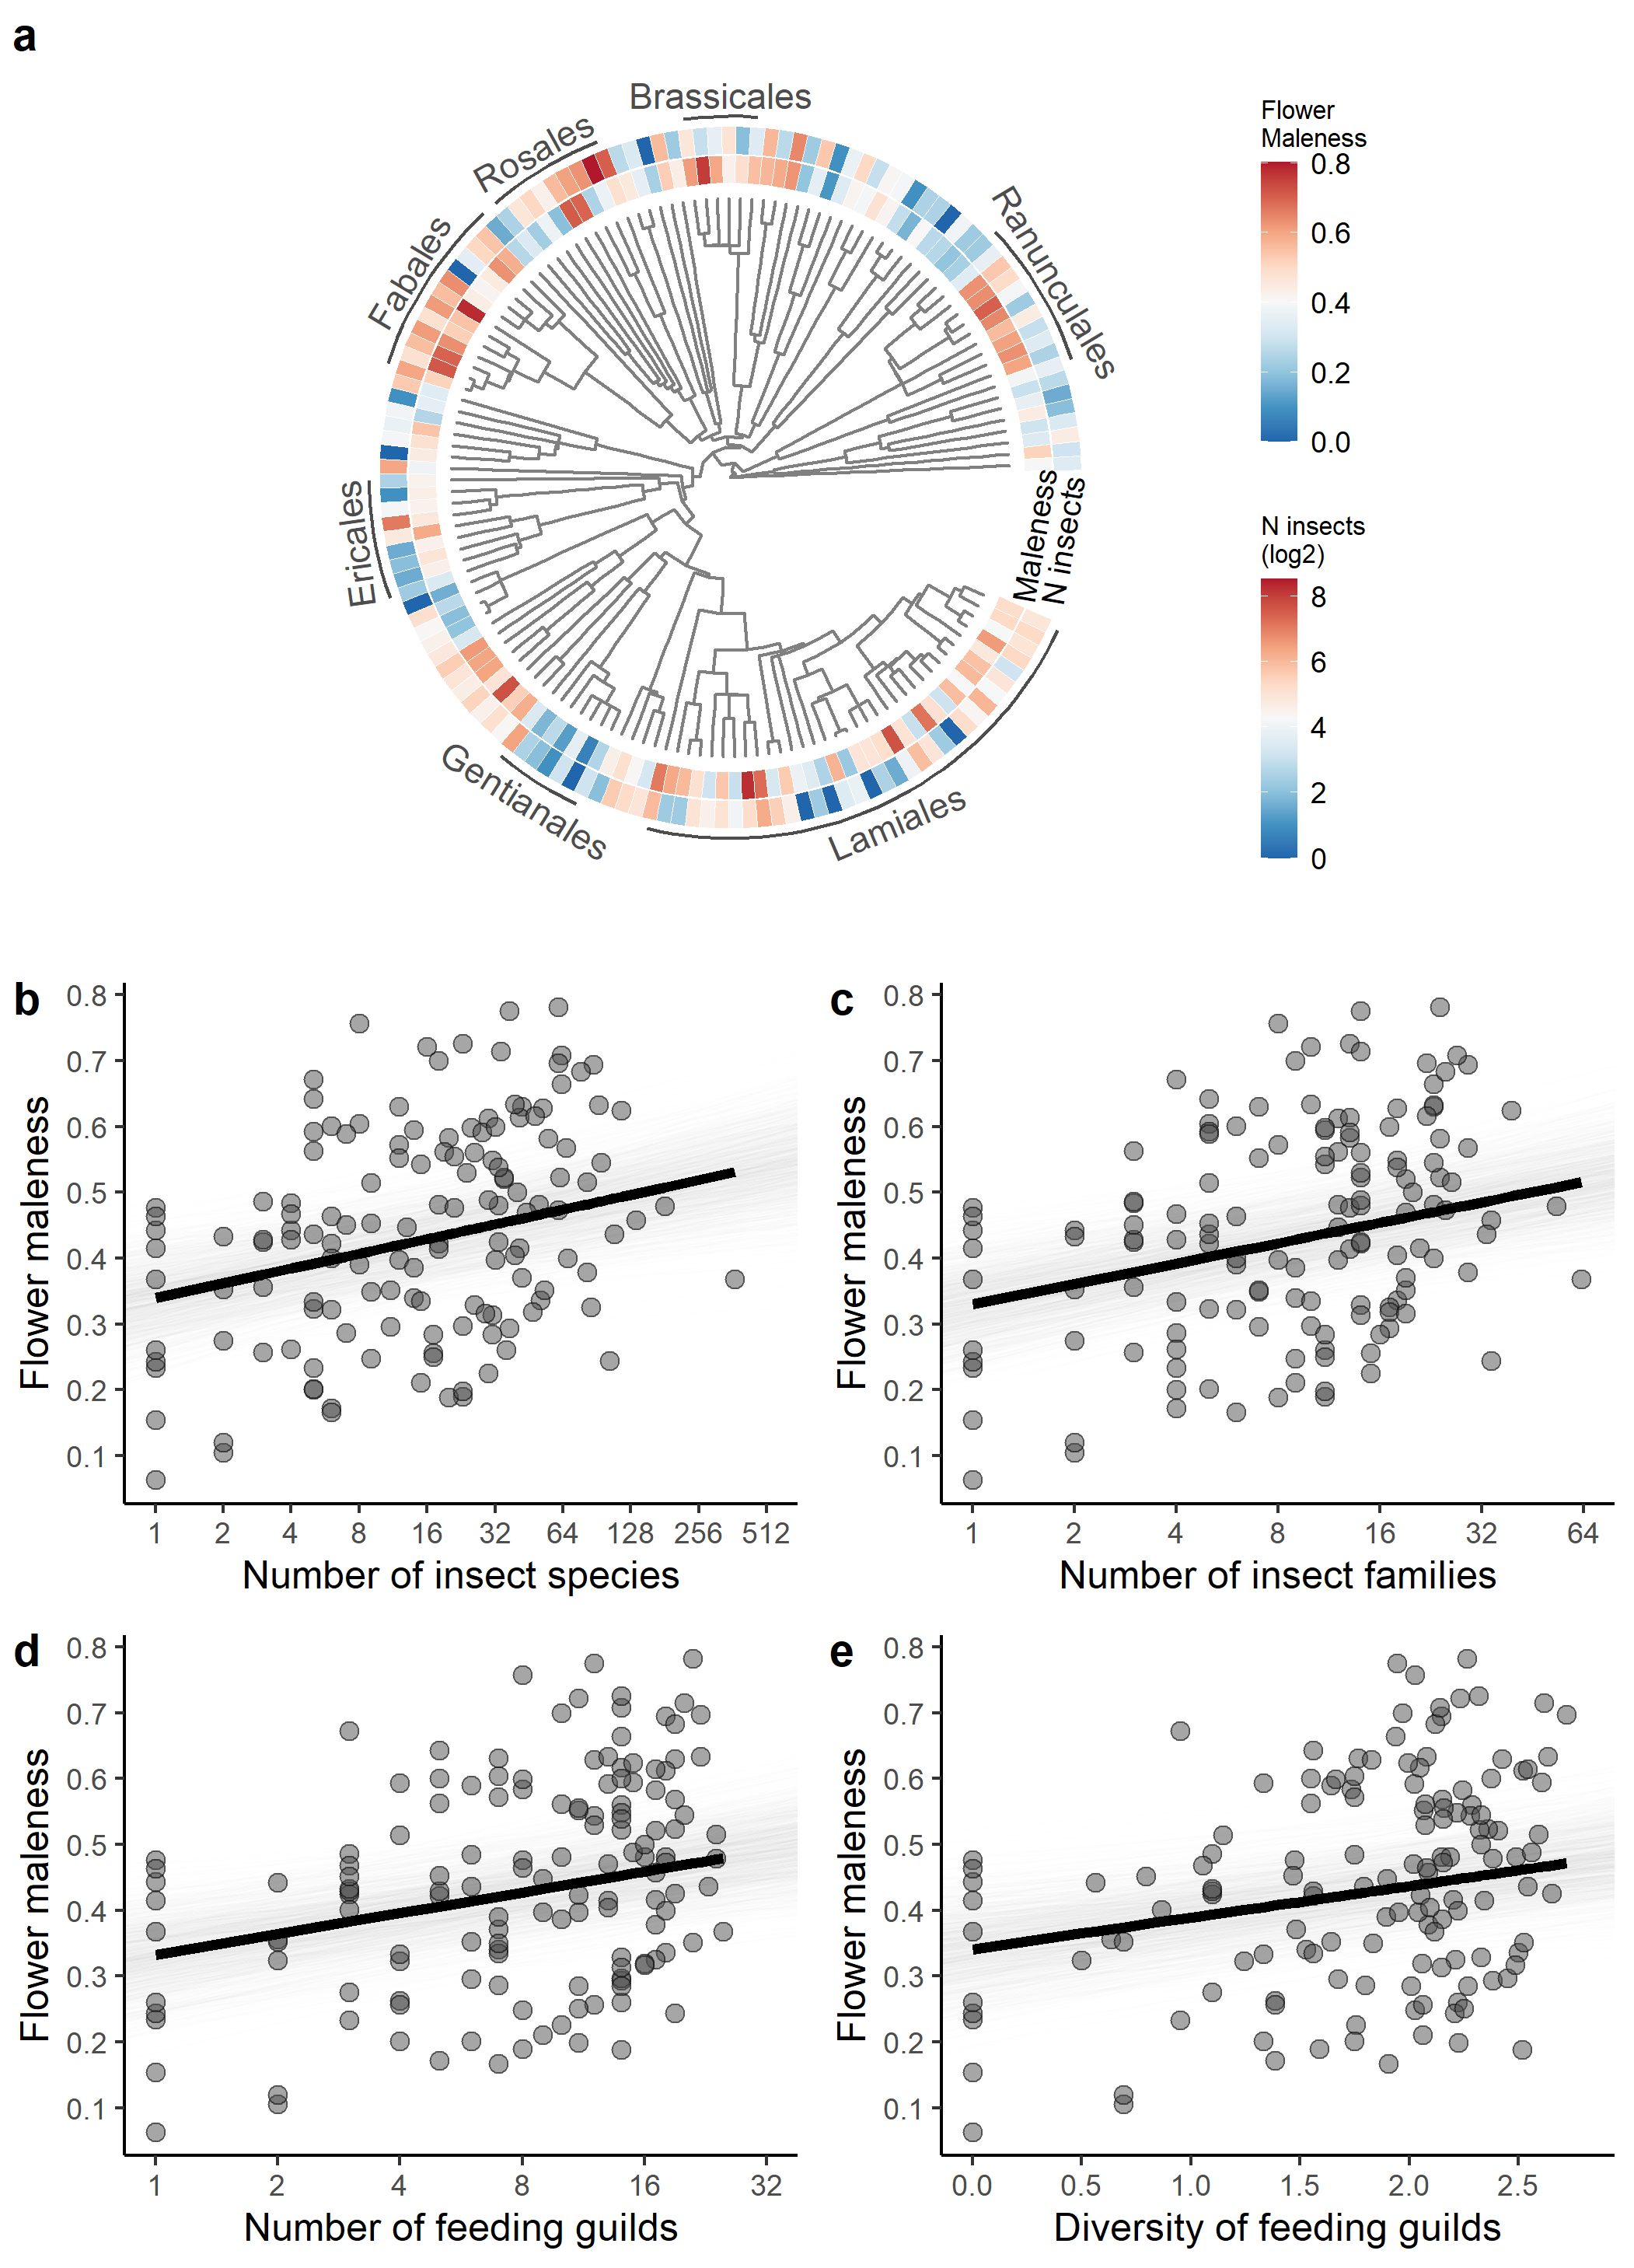 a
Brassicales
Rosales
Fabales
Ranunculales
Ericales
Gentianales
Lamiales
Maleness
N insects
Flower
Maleness
0.8
0.6
0.4
0.2
0.0
N insects
(log2)
8
6
4
2
0
b
Flower maleness
0.8
0.7
0.6
0.5
0.4
0.3
0.2
0.1
1 2 4 8 16 32 64 128 256 512
Number of insect species
c
Flower maleness
0.8
0.7
0.6
0.5
0.4
0.3
0.2
0.1
1 2 4 8 16 32 64
Number of insect families
d
Flower maleness
0.8
0.7
0.6
0.5
0.4
0.3
0.2
0.1
1 2 4 8 16 32
Number of feeding guilds
e
Flower maleness
0.8
0.7
0.6
0.5
0.4
0.3
0.2
0.1
0.0 0.5 1.0 1.5 2.0 2.5
Diversity of feeding guilds